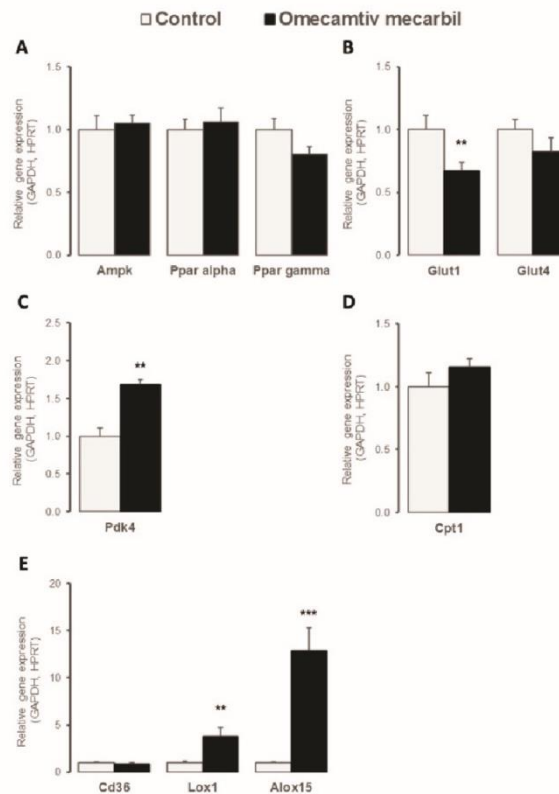 Control Omecamtiv mecarbil
A B
Relative gene expression
(GAPDH, HPRT)
1.5
1.0
0.5
0.0
Ampk Ppar alpha Ppar gamma
Relative gene expression
(GAPDH, HPRT)
1.5
1.0
0.5
0.0
**
Glut1 Glut4
C D
Relative gene expression
(GAPDH, HPRT)
2.5
2.0
1.5
1.0
0.5
0.0
**
Pdk4
Relative gene expression
(GAPDH, HPRT)
1.5
1.0
0.5
0.0
Cpt1
E
Relative gene expression
(GAPDH, HPRT)
20
15
10
5
0
**
***
Cd36 Lox1 Alox15